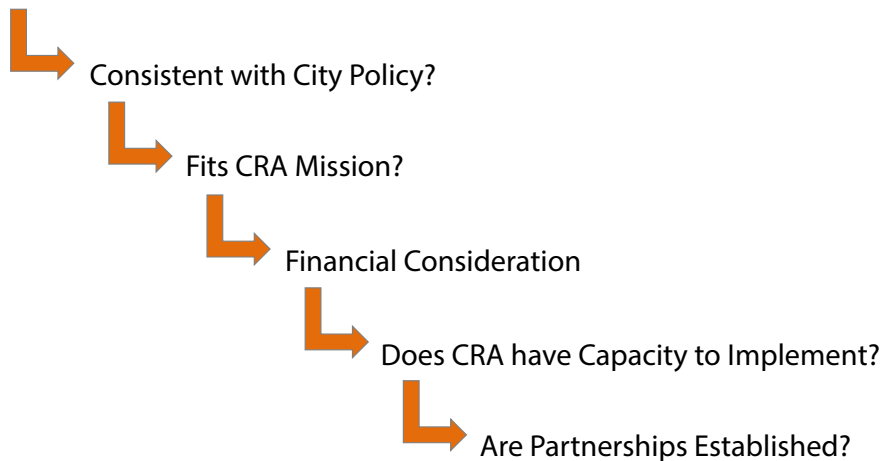 Consistent with City Policy?
Fits CRA Mission?
Financial Consideration
Does CRA have Capacity to Implement?
Are Partnerships Established?